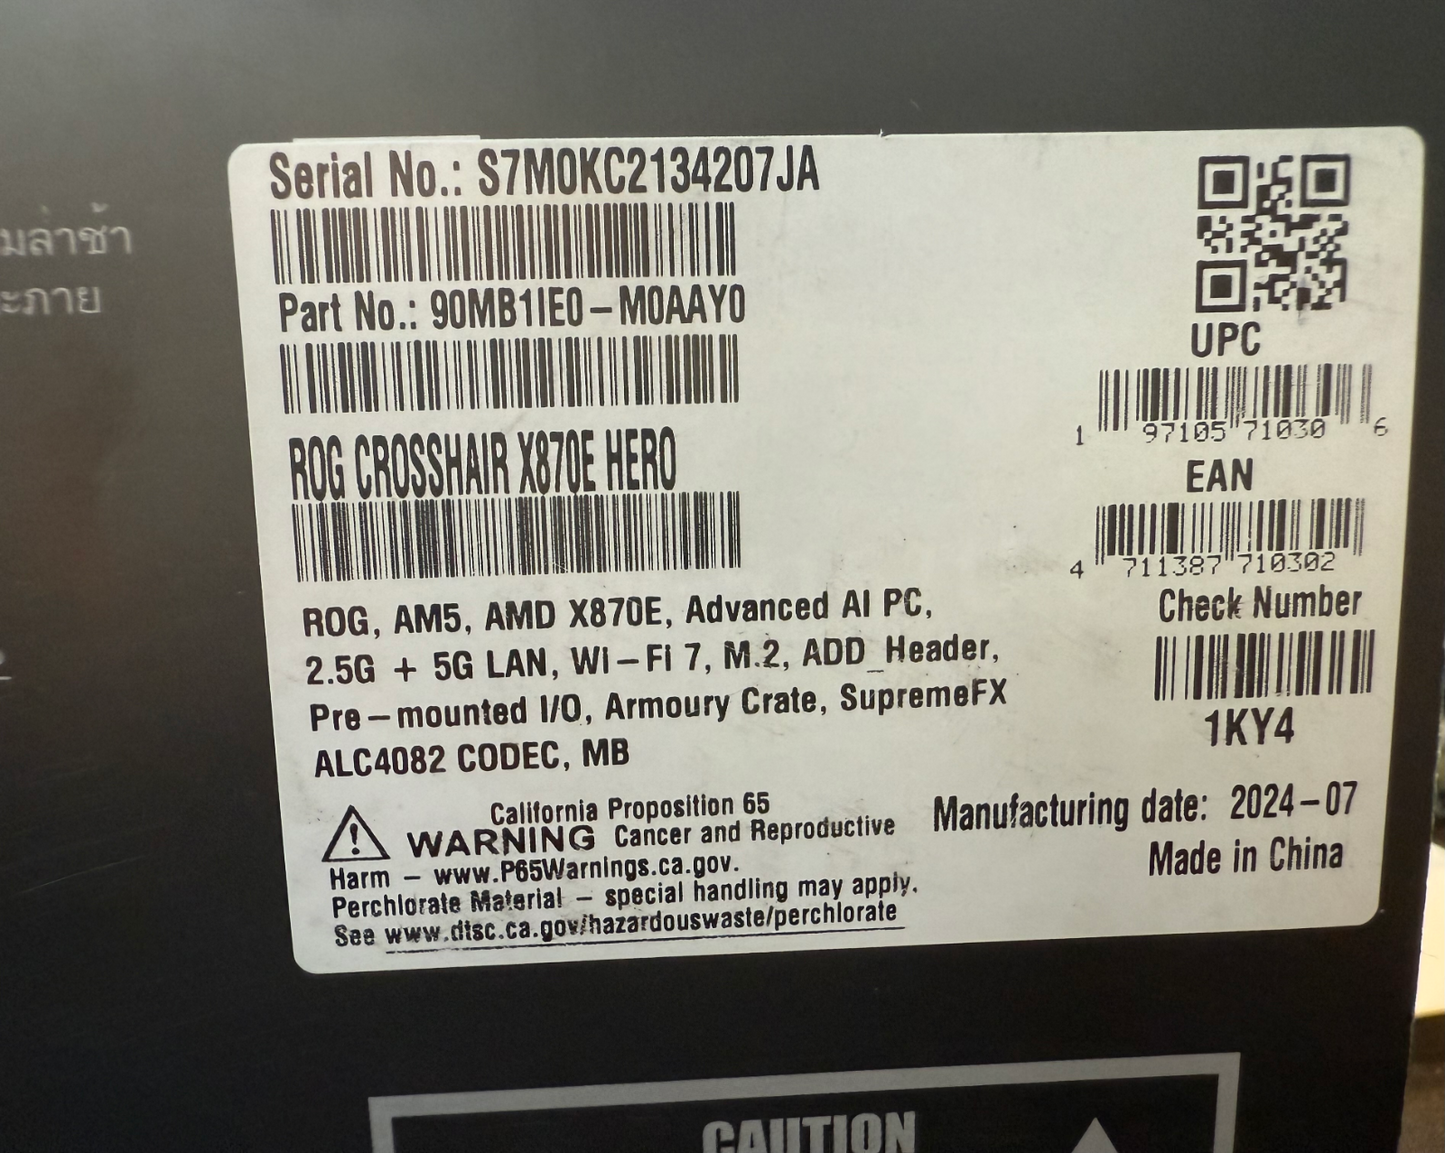 มล่าช้า
ะภาย
Serial No.: S7M0KC2134207JA
Part No.: 90MB1IE0-M0AAY0
ROG CROSSHAIR X870E HERO
ROG, AM5, AMD X870E, Advanced AI PC,
2.5G + 5G LAN, Wi-Fi 7, M.2, ADD_Header,
Pre-mounted I/O, Armoury Crate, SupremeFX
ALC4082 CODEC, MB
California Proposition 65
WARNING Cancer and Reproductive
Harm - www.P65Warnings.ca.gov.
Perchlorate Material - special handling may apply.
See www.dtsc.ca.gov/hazardouswaste/perchlorate
UPC
1 97105 71030 6
EAN
4 711387 710302
Check Number
1KY4
Manufacturing date: 2024-07
Made in China
CAUTION